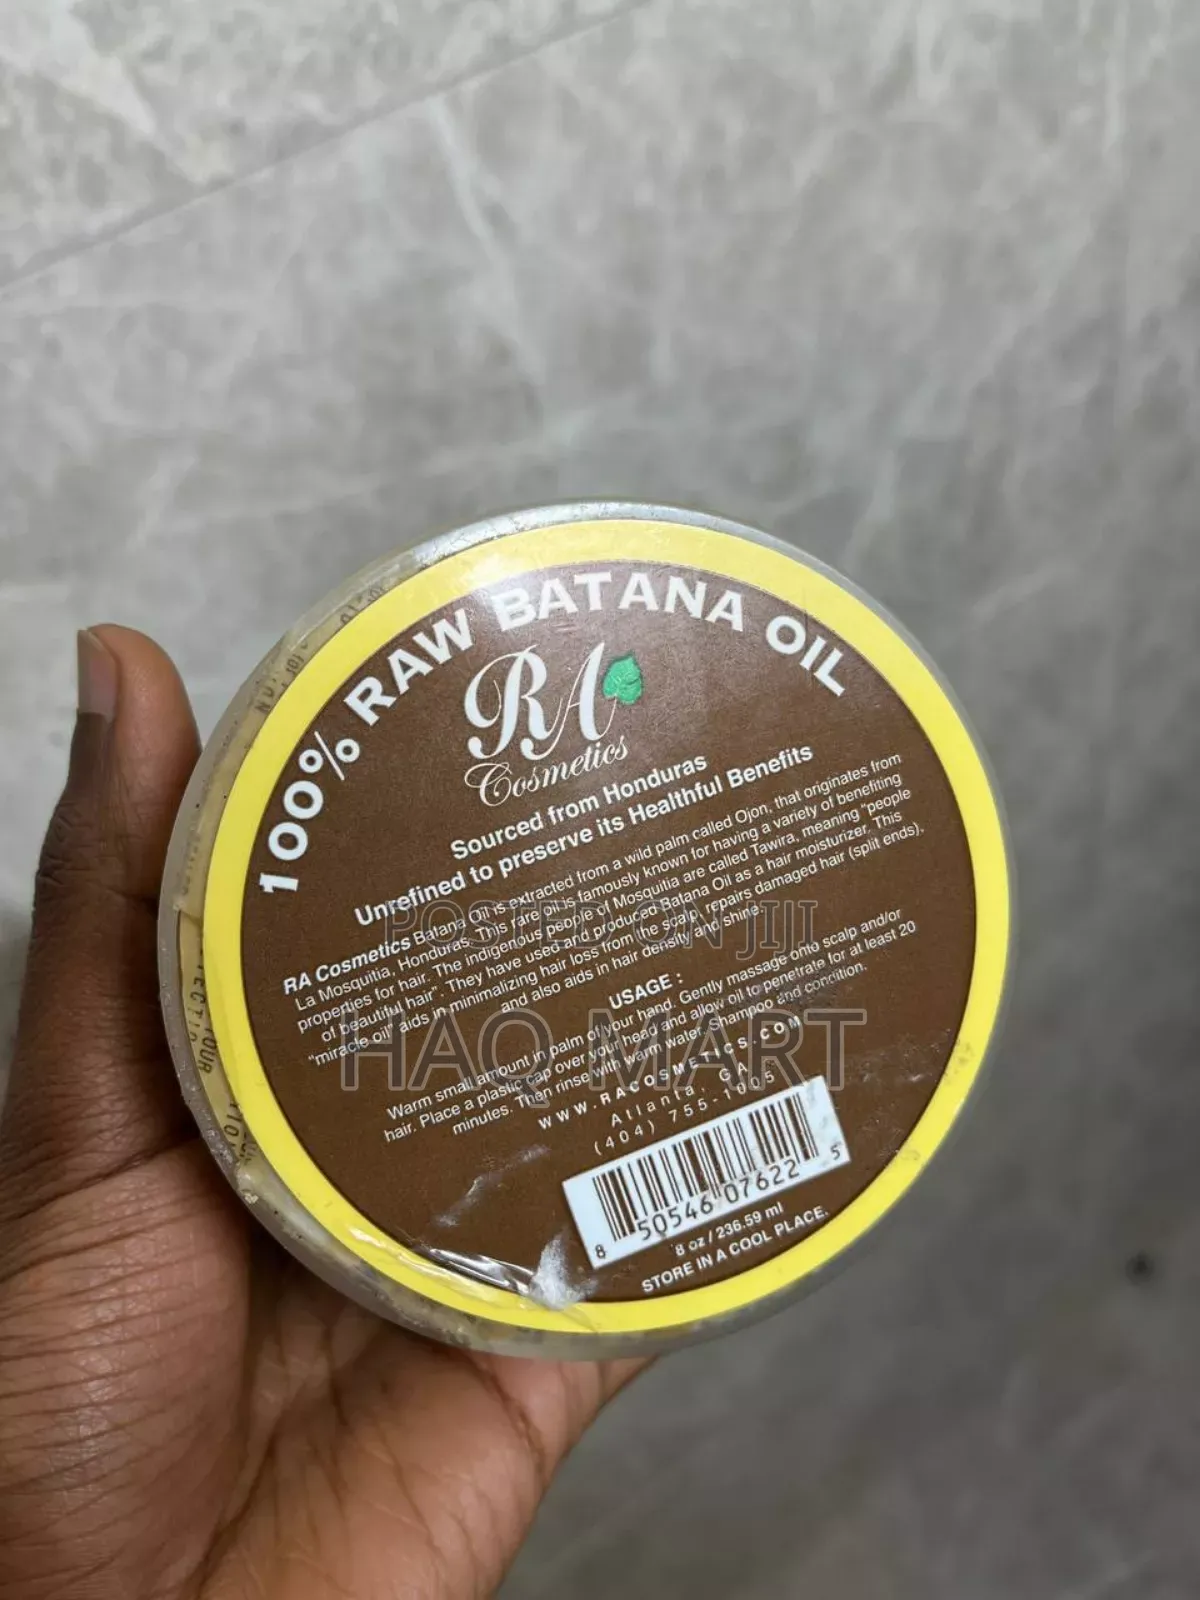 100% RAW BATANA OIL
RA
Cosmetics
Sourced from Honduras
Unrefined to preserve its Healthful Benefits
RA Cosmetics Batana Oil is extracted from a wild palm called Ojon, that originates from
La Mosquitia, Honduras. This rare oil is famously known for having a variety of benefiting
properties for hair. The indigenous people of Mosquitia are called Tawira, meaning "people
of beautiful hair". They have used and produced Batana Oil as a hair moisturizer. This
"miracle oil" aids in minimalizing hair loss from the scalp, repairs damaged hair (split ends),
and also aids in hair density and shine.
USAGE :
Warm small amount in palm of your hand. Gently massage onto scalp and/or
hair. Place a plastic cap over your head and allow oil to penetrate for at least 20
minutes. Then rinse with warm water. Shampoo and condition.
WWW.RACOSMETICS.COM
Atlanta, GA
(404) 755-1005
8 50546 07622 5
8 oz / 236.59 ml
STORE IN A COOL PLACE.
POSTED ON JIJI
HAQ MART